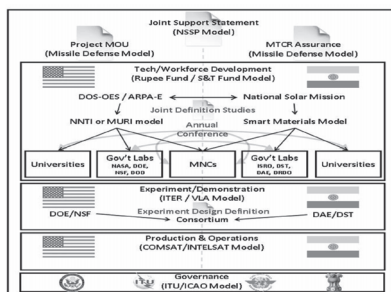 Joint Support Statement
(NSSP Model)
Project MOU
(Missile Defense Model)
MTCR Assurance
(Missile Defense Model)
Tech/Workforce Development
(Rupee Fund / S&T Fund Model)
DOS-OES / ARPA-E
National Solar Mission
Joint Definition Studies
NNTI or MURI model
Annual
Conference
Smart Materials Model
Universities
Gov't Labs
NASA, DOE,
NSF, DOD
MNCs
Gov't Labs
ISRO, DST,
DAE, DRDO
Universities
Experiment/Demonstration
(ITER / VLA Model)
Experiment Design Definition
DOE/NSF
Consortium
DAE/DST
Production & Operations
(COMSAT/INTELSAT Model)
Governance
(ITU/ICAO Model)